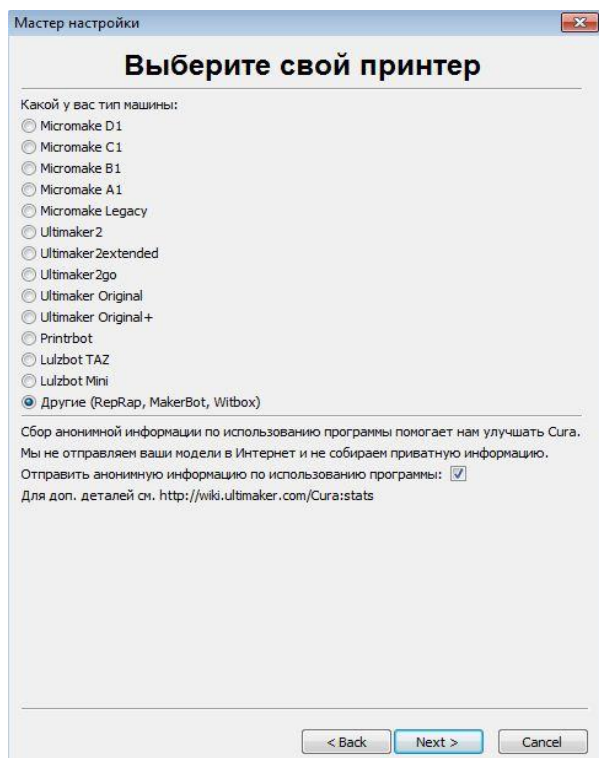 Мастер настройки
Выберите свой принтер
Какой у вас тип машины:
Micromake D1
Micromake C1
Micromake B1
Micromake A1
Micromake Legacy
Ultimaker2
Ultimaker2extended
Ultimaker2go
Ultimaker Original
Ultimaker Original+
Printrbot
Lulzbot TAZ
Lulzbot Mini
Другие (RepRap, MakerBot, Witbox)
Сбор анонимной информации по использованию программы помогает нам улучшать Cura.
Мы не отправляем ваши модели в Интернет и не собираем приватную информацию.
Отправить анонимную информацию по использованию программы:
Для доп. деталей см. http://wiki.ultimaker.com/Cura:stats
< Back Next > Cancel